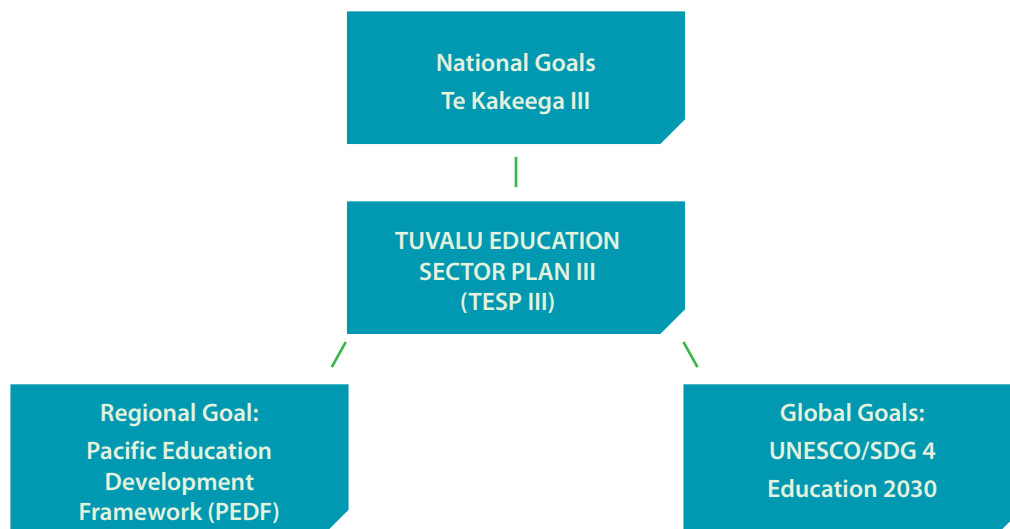 National Goals
Te Kakeega III
TUVALU EDUCATION
SECTOR PLAN III
(TESP III)
Regional Goal:
Pacific Education
Development
Framework (PEDF)
Global Goals:
UNESCO/SDG 4
Education 2030